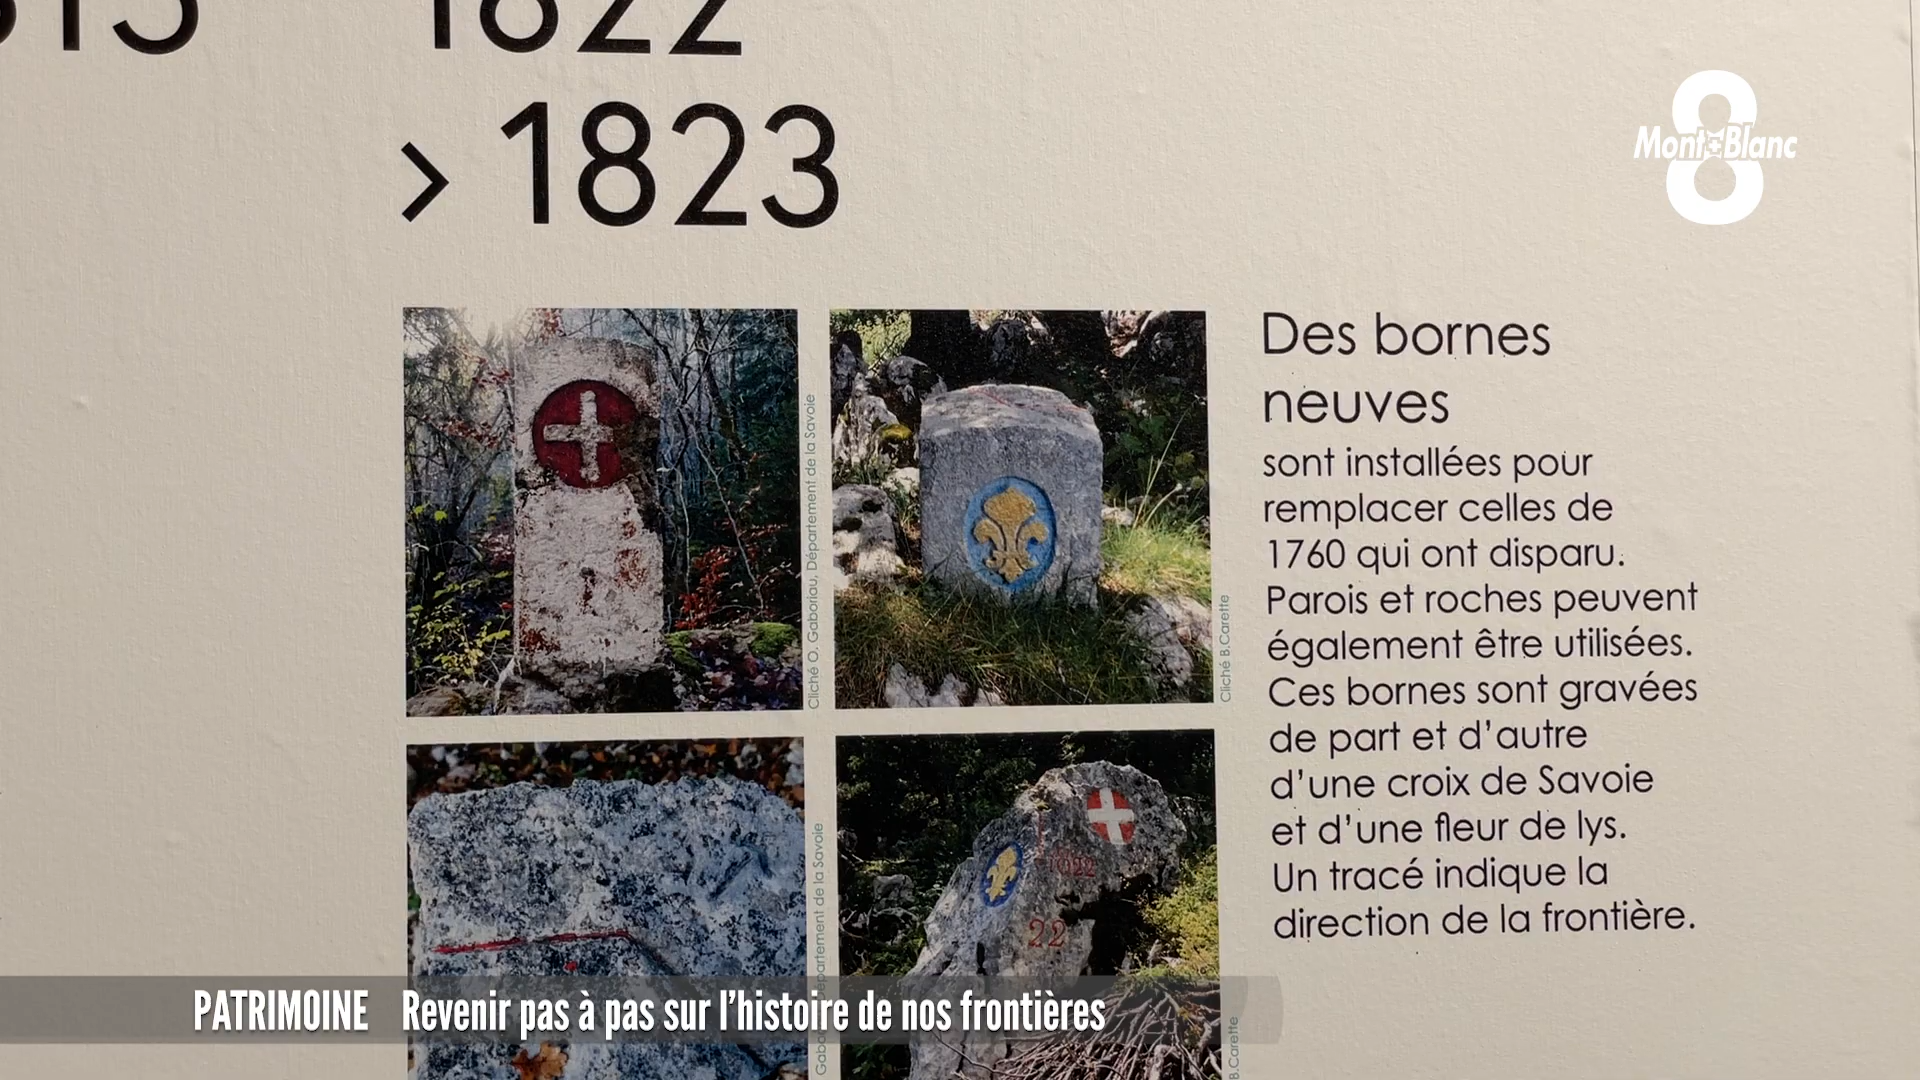 1822
> 1823
8
Mont Blanc
Des bornes
neuves
sont installées pour
remplacer celles de
1760 qui ont disparu.
Parois et roches peuvent
également être utilisées.
Ces bornes sont gravées
de part et d'autre
d'une croix de Savoie
et d'une fleur de lys.
Un tracé indique la
direction de la frontière.
Cliché O. Gaboriau, Département de la Savoie
Cliché B.Carette
1822
22
B.Carette
PATRIMOINE Revenir pas à pas sur l'histoire de nos frontières